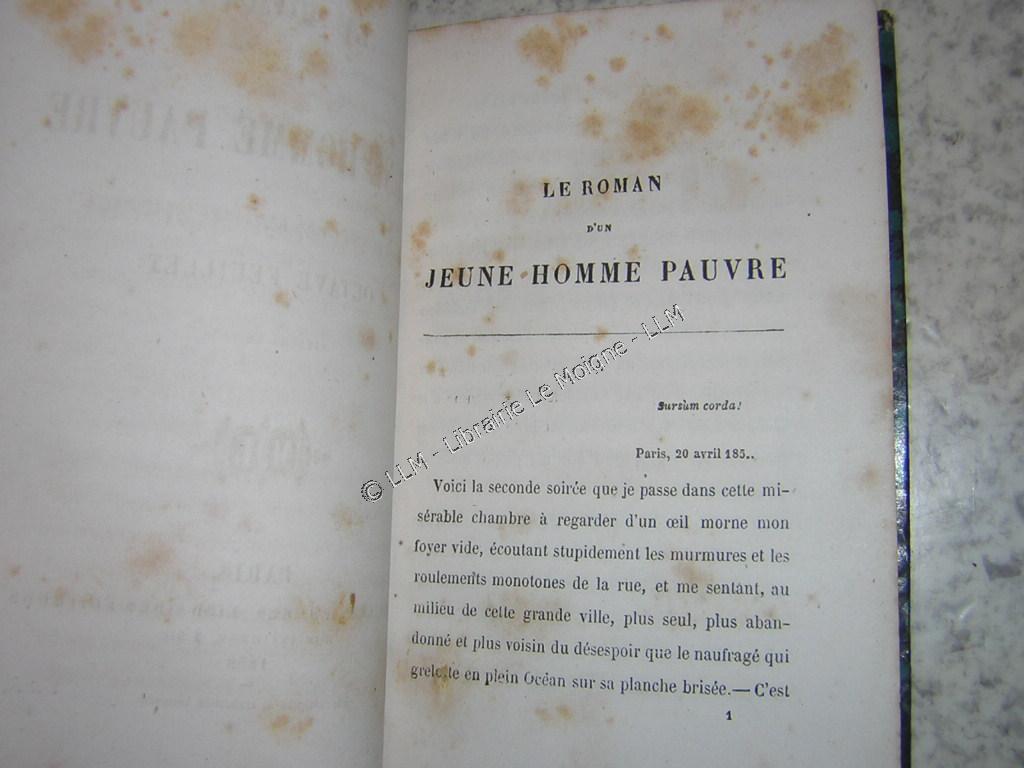 LE ROMAN
D'UN
JEUNE HOMME PAUVRE
Sursùm corda!
Paris, 20 avril 185..
Voici la seconde soirée que je passe dans cette mi-
sérable chambre à regarder d'un œil morne mon
foyer vide, écoutant stupidement les murmures et les
roulements monotones de la rue, et me sentant, au
milieu de cette grande ville, plus seul, plus aban-
donné et plus voisin du désespoir que le naufragé qui
grelotte en plein Océan sur sa planche brisée.— C'est
1
© LLM - Librairie Le Moigne - LLM